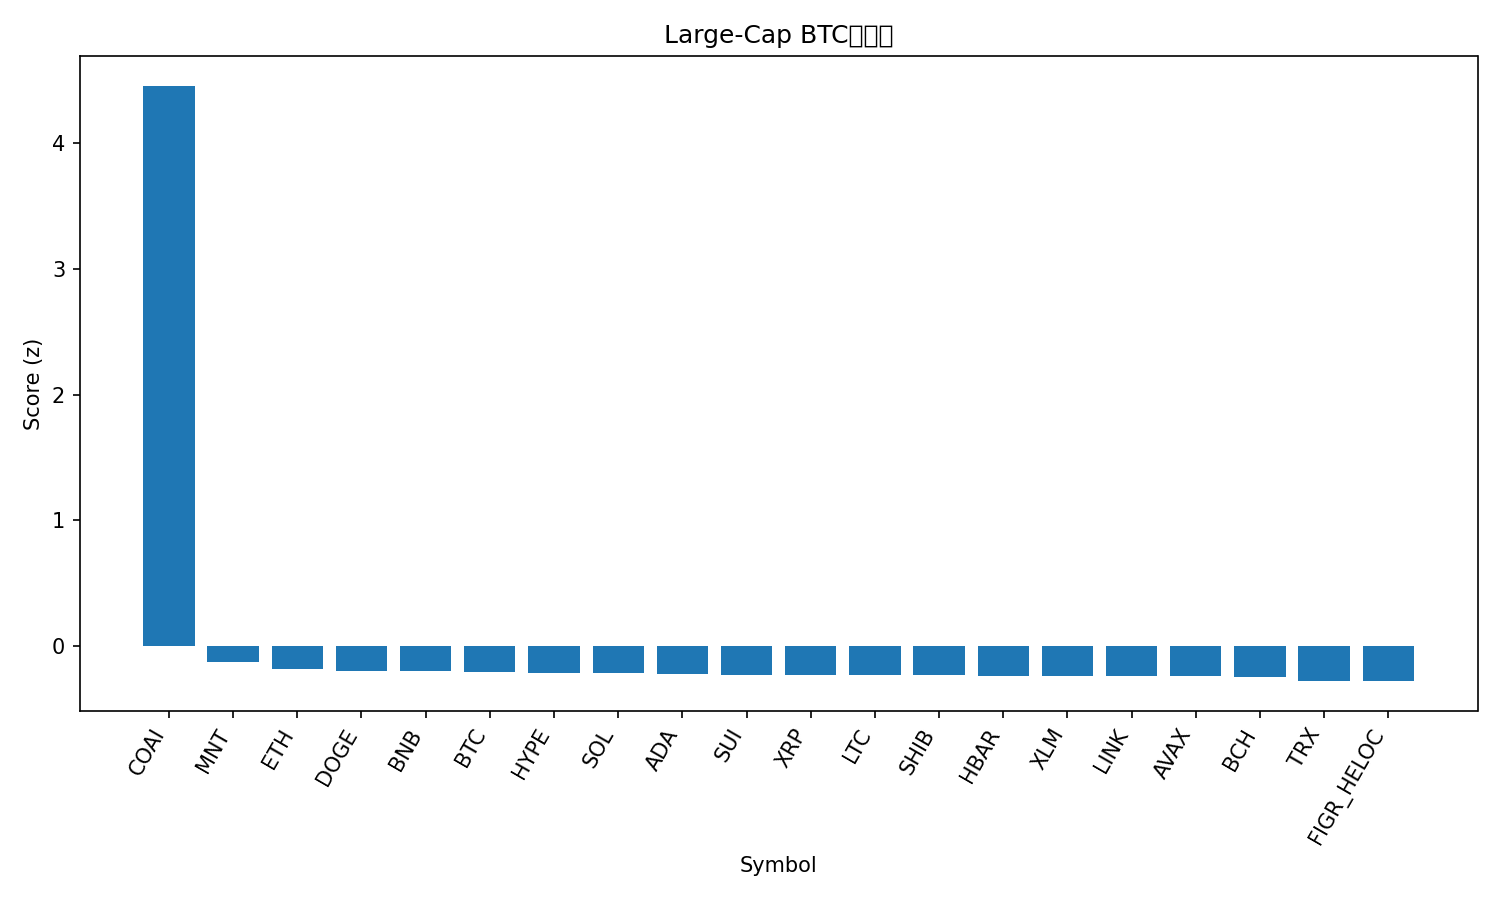 Large-Cap BTC
Score (z)
4
3
2
1
0
COAI
MNT
ETH
DOGE
BNB
BTC
HYPE
SOL
ADA
SUI
XRP
LTC
SHIB
HBAR
XLM
LINK
AVAX
BCH
TRX
FIGR_HELOC
Symbol